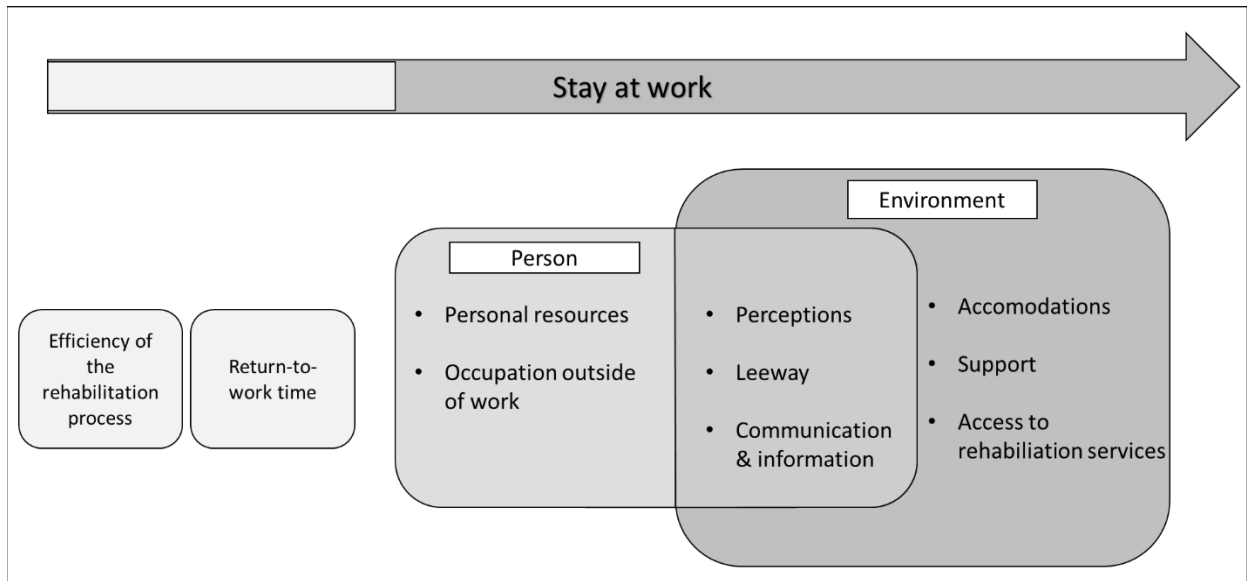 Stay at work
Environment
Person
Efficiency of
the
rehabilitation
process
Return-to-
work time
• Personal resources
• Occupation outside
of work
• Perceptions
• Leeway
• Communication
& information
• Accomodations
• Support
• Access to
rehabiliation services